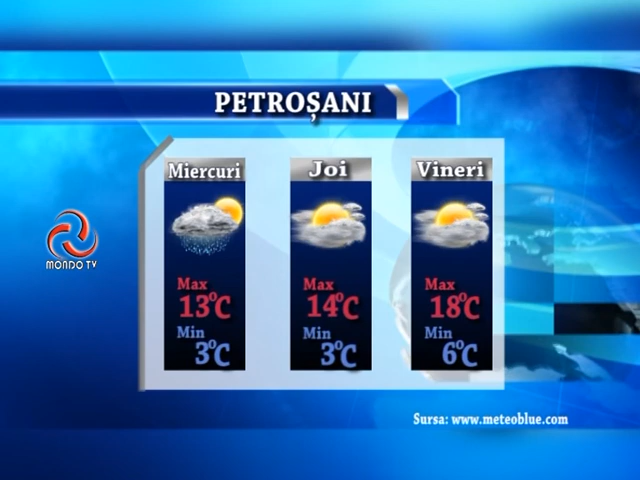 PETROȘANI
Miercuri
Max
13°C
Min
3°C
Joi
Max
14°C
Min
3°C
Vineri
Max
18°C
Min
6°C
MONDO TV
Sursa: www.meteoblue.com